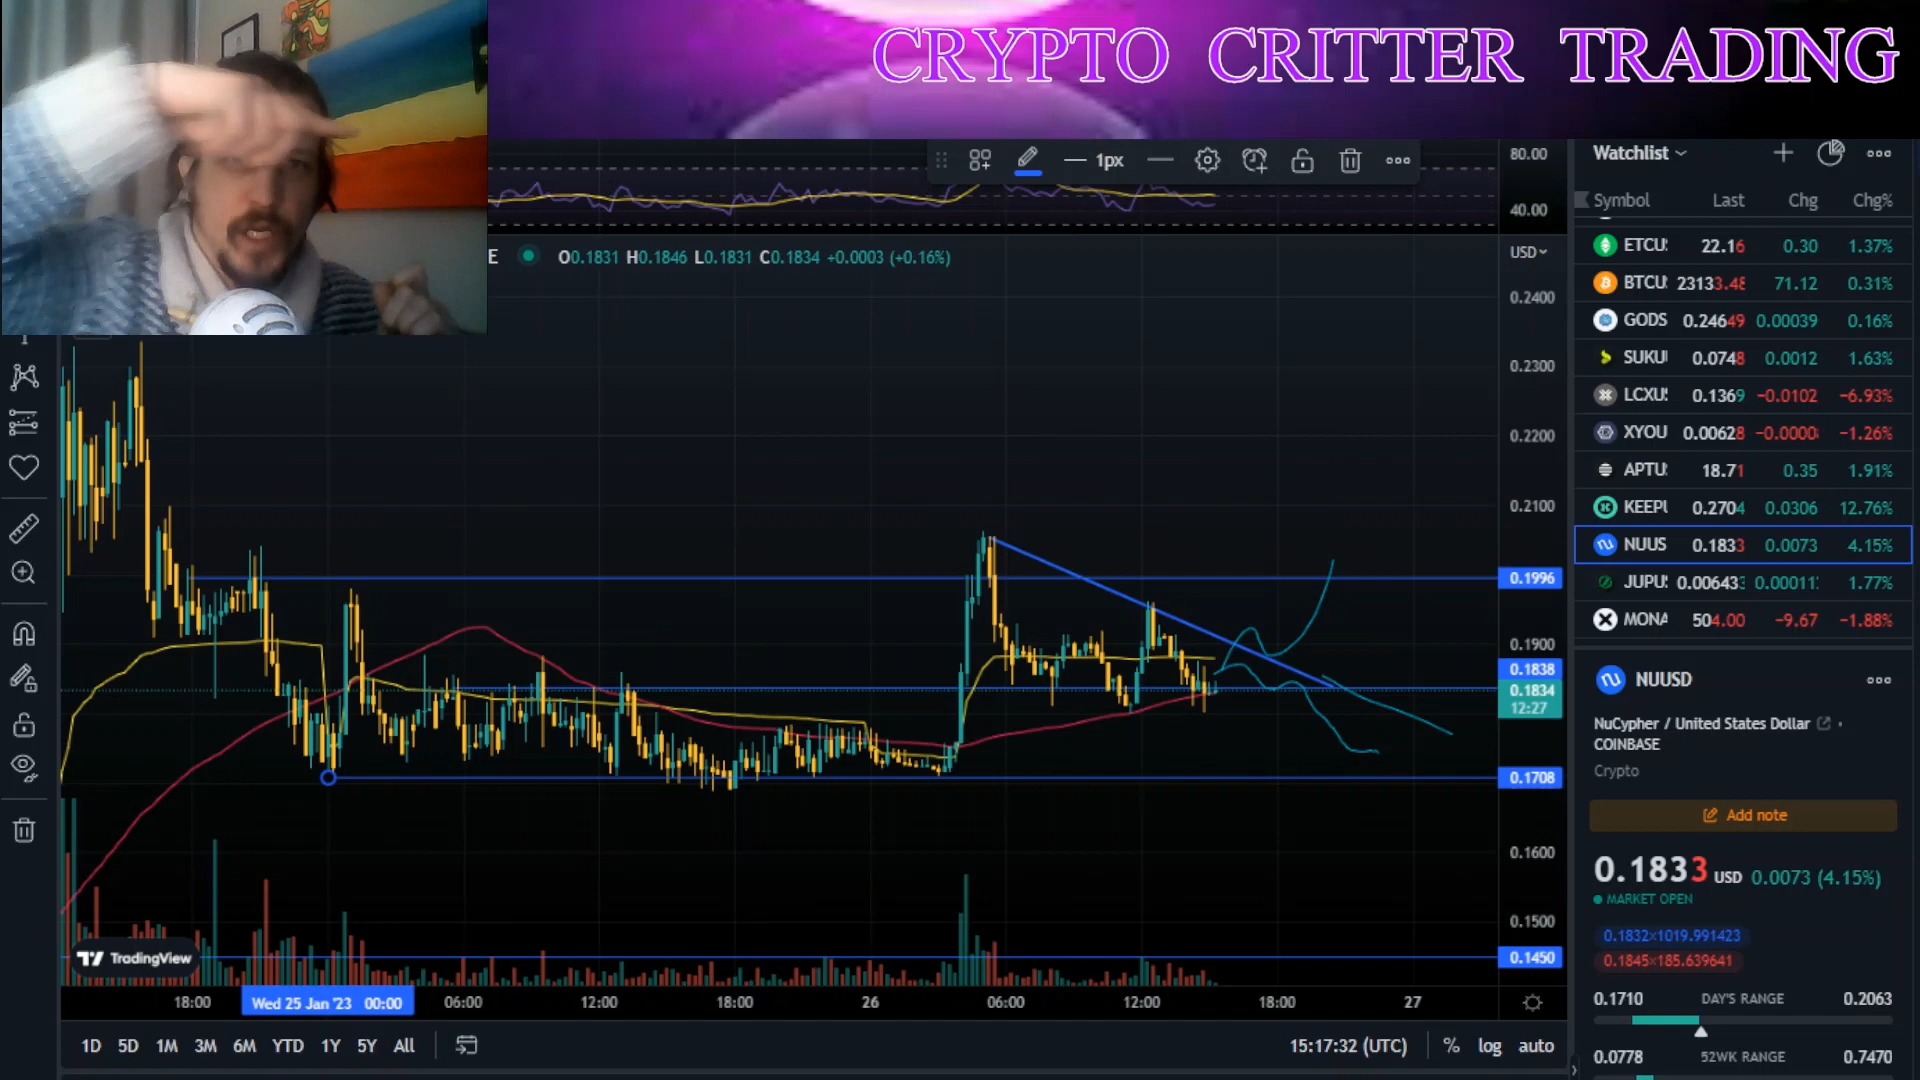 CRYPTO CRITTER TRADING
1px
80.00
40.00
E O0.1831 H0.1846 L0.1831 C0.1834 +0.0003 (+0.16%)
USD
0.2400
0.2300
0.2200
0.2100
0.1996
0.1900
0.1838
0.1834
12:27
0.1708
0.1600
0.1500
0.1450
TradingView
18:00 Wed 25 Jan '23 00:00 06:00 12:00 18:00 26 06:00 12:00 18:00 27
1D 5D 1M 3M 6M YTD 1Y 5Y All 15:17:32 (UTC) % log auto
Watchlist
Symbol Last Chg Chg%
ETCU 22.16 0.30 1.37%
BTCU 23133.48 71.12 0.31%
GODS 0.24649 0.00039 0.16%
SUKU 0.0748 0.0012 1.63%
LCXU 0.1369 −0.0102 −6.93%
XYOU 0.00628 −0.0000 −1.26%
APTU 18.71 0.35 1.91%
KEEP 0.2704 0.0306 12.76%
NUUS 0.1833 0.0073 4.15%
JUPU 0.006433 0.00011 1.77%
MONA 504.00 −9.67 −1.88%
NUUSD
NuCypher / United States Dollar
COINBASE
Crypto
Add note
0.1833 USD 0.0073 (4.15%)
MARKET OPEN
0.1832×1019.991423
0.1845×185.639641
0.1710 DAY'S RANGE 0.2063
0.0778 52WK RANGE 0.7470